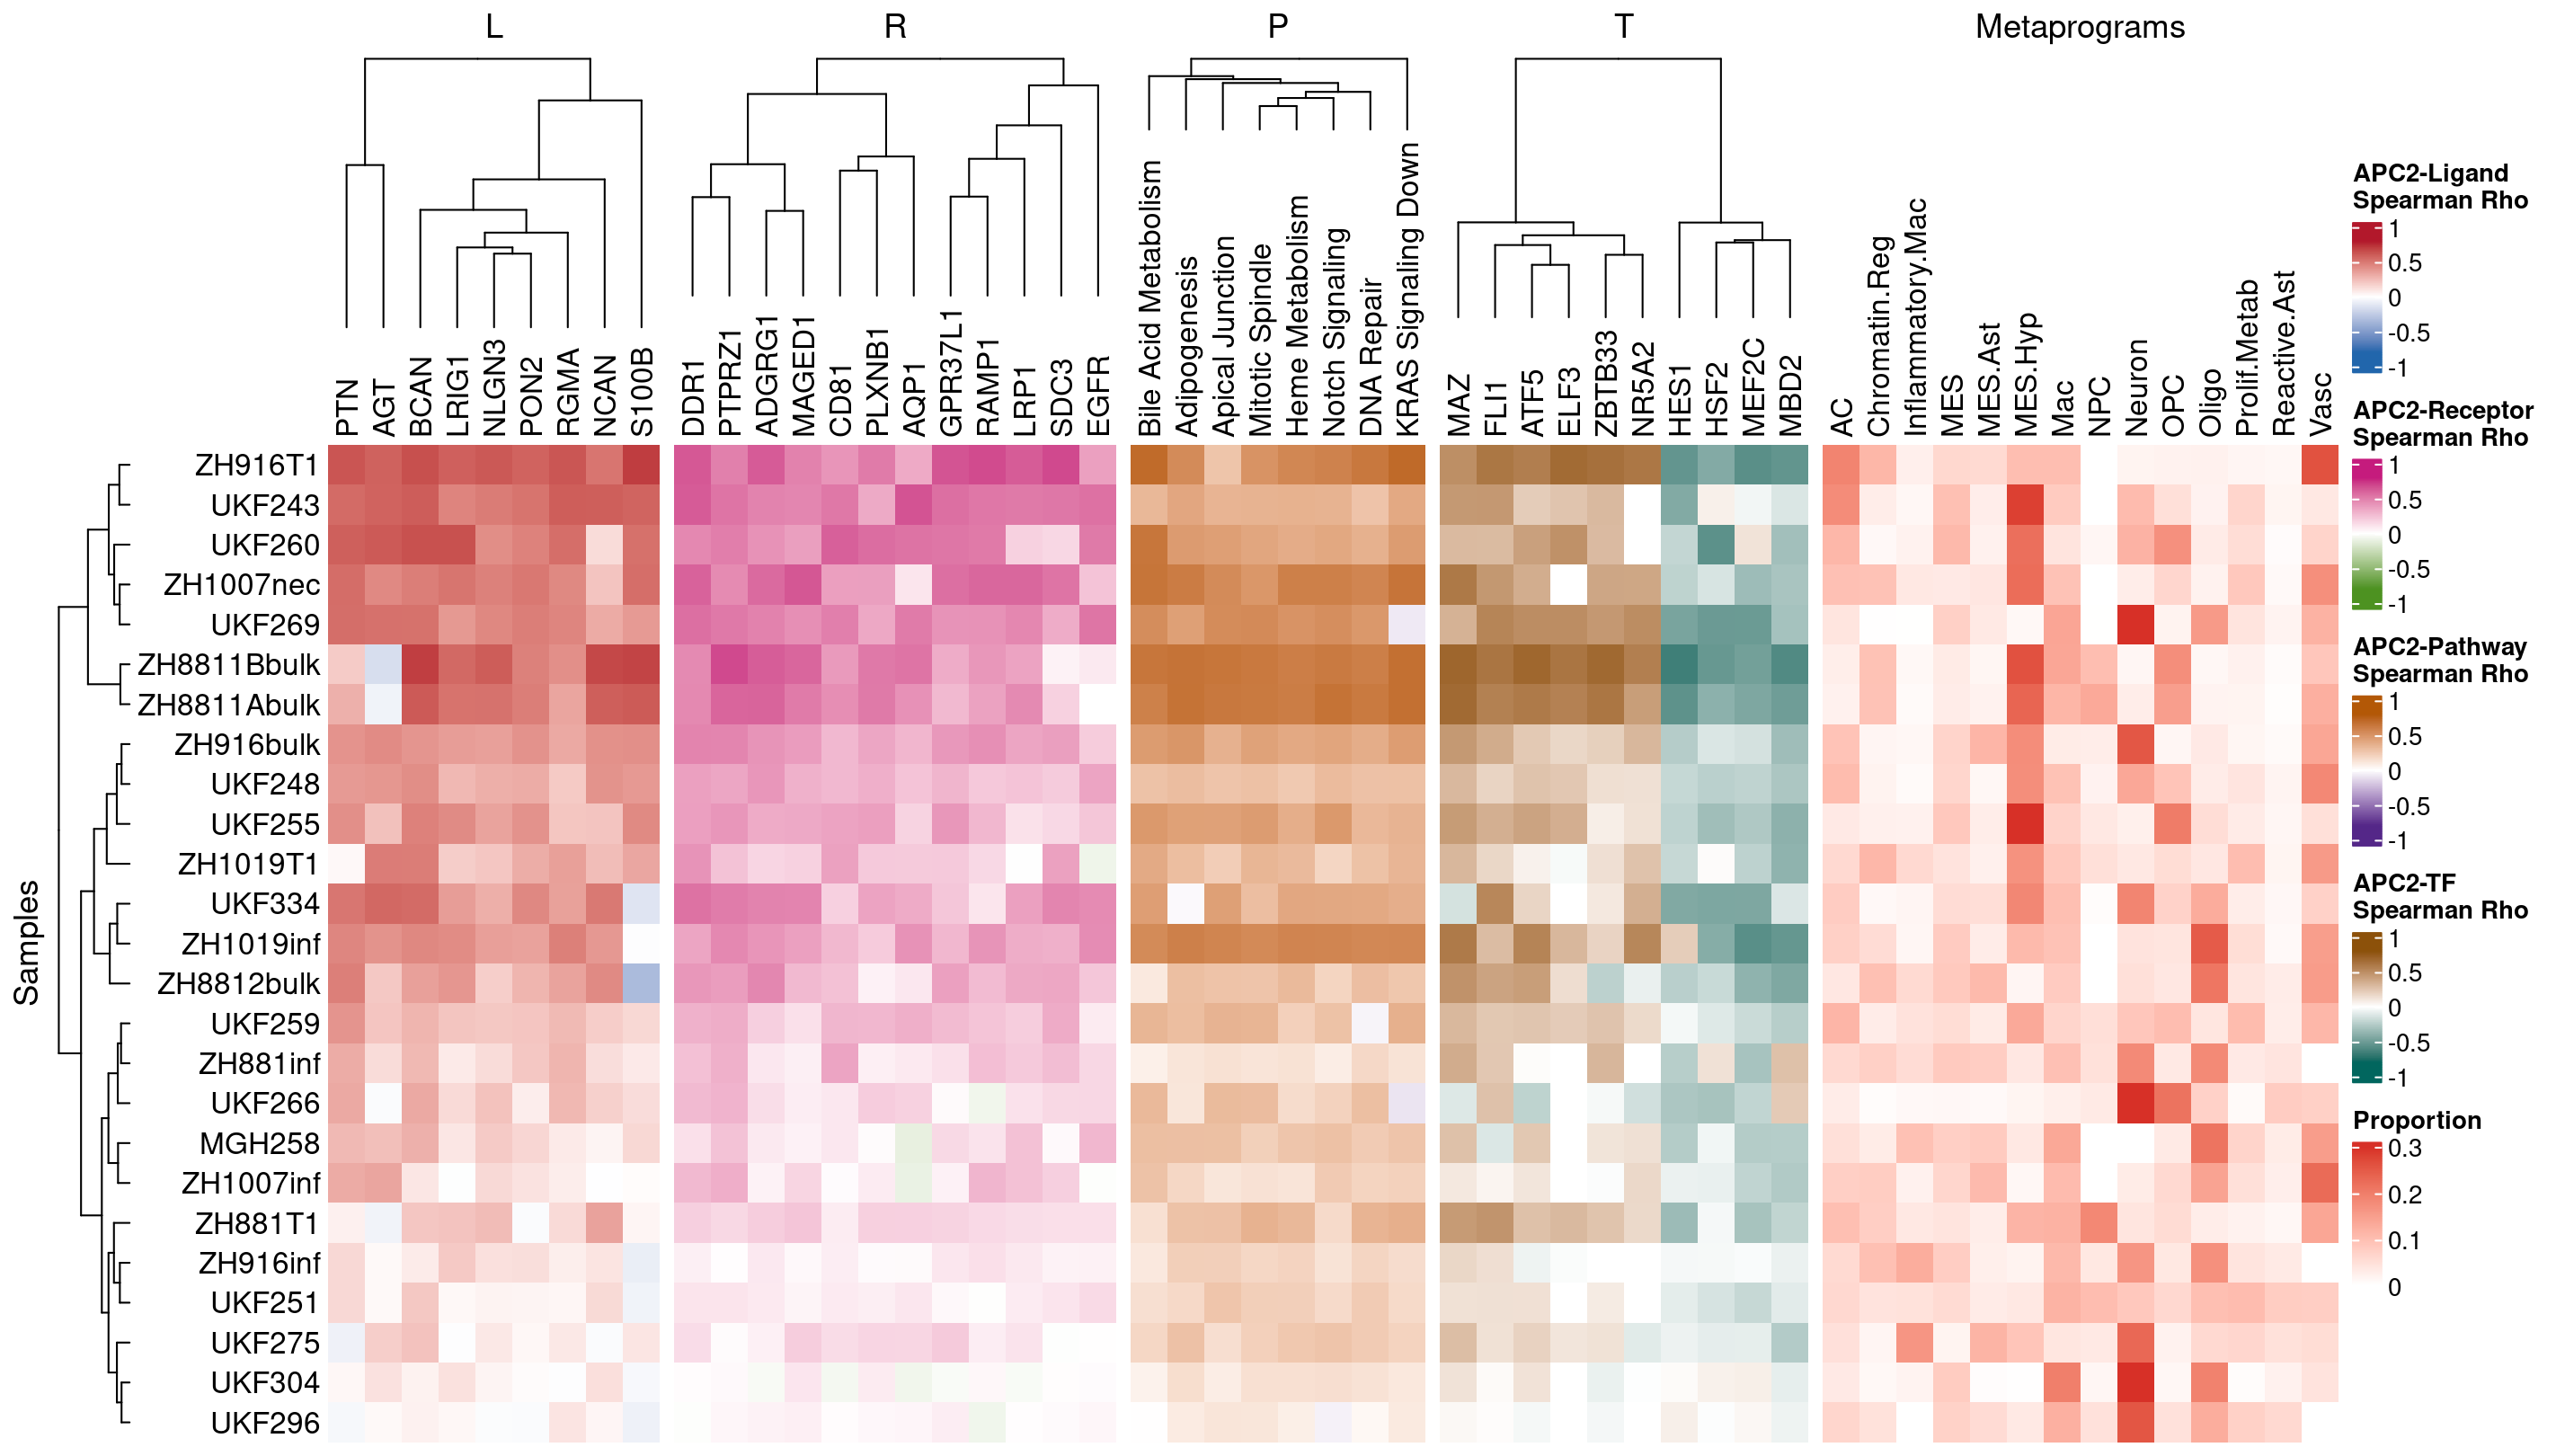 L R P T Metaprograms
PTN AGT BCAN LRIG1 NLGN3 PON2 RGMA NCAN S100B
DDR1 PTPRZ1 ADGRG1 MAGED1 CD81 PLXNB1 AQP1 GPR37L1 RAMP1 LRP1 SDC3 EGFR
Bile Acid Metabolism
Adipogenesis
Apical Junction
Mitotic Spindle
Heme Metabolism
Notch Signaling
DNA Repair
KRAS Signaling Down
MAZ FLI1 ATF5 ELF3 ZBTB33 NR5A2 HES1 HSF2 MEF2C MBD2
AC Chromatin.Reg Inflammatory.Mac MES MES.Ast MES.Hyp Mac NPC Neuron OPC Oligo Prolif.Metab Reactive.Ast Vasc
Samples
ZH916T1
UKF243
UKF260
ZH1007nec
UKF269
ZH8811Bbulk
ZH8811Abulk
ZH916bulk
UKF248
UKF255
ZH1019T1
UKF334
ZH1019inf
ZH8812bulk
UKF259
ZH881inf
UKF266
MGH258
ZH1007inf
ZH881T1
ZH916inf
UKF251
UKF275
UKF304
UKF296
APC2-Ligand
Spearman Rho
1
0.5
0
-0.5
-1
APC2-Receptor
Spearman Rho
1
0.5
0
-0.5
-1
APC2-Pathway
Spearman Rho
1
0.5
0
-0.5
-1
APC2-TF
Spearman Rho
1
0.5
0
-0.5
-1
Proportion
0.3
0.2
0.1
0